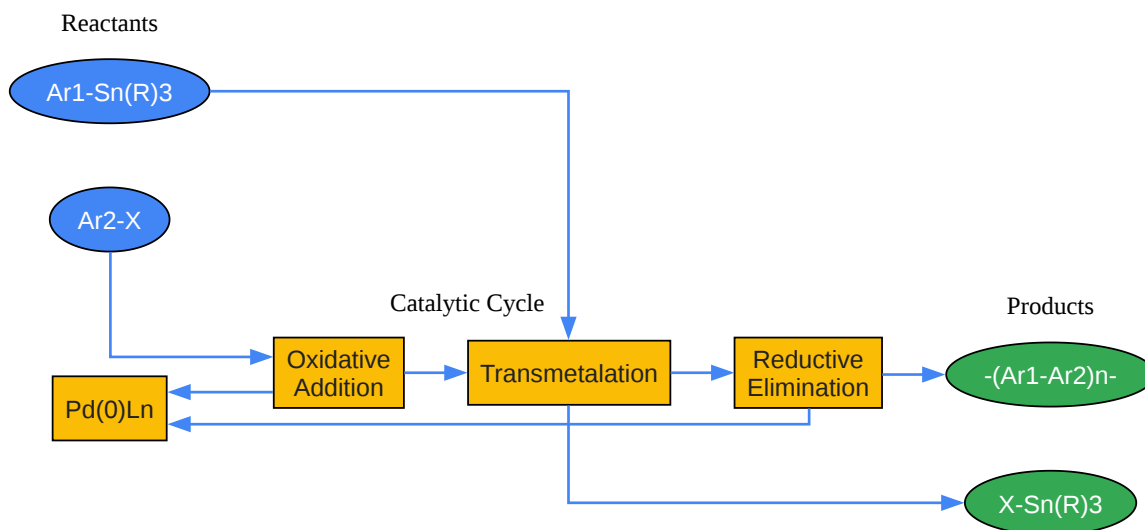 Reactants
Ar1-Sn(R)3
Ar2-X
Catalytic Cycle
Products
Oxidative
Addition
Transmetalation
Reductive
Elimination
-(Ar1-Ar2)n-
Pd(0)Ln
X-Sn(R)3